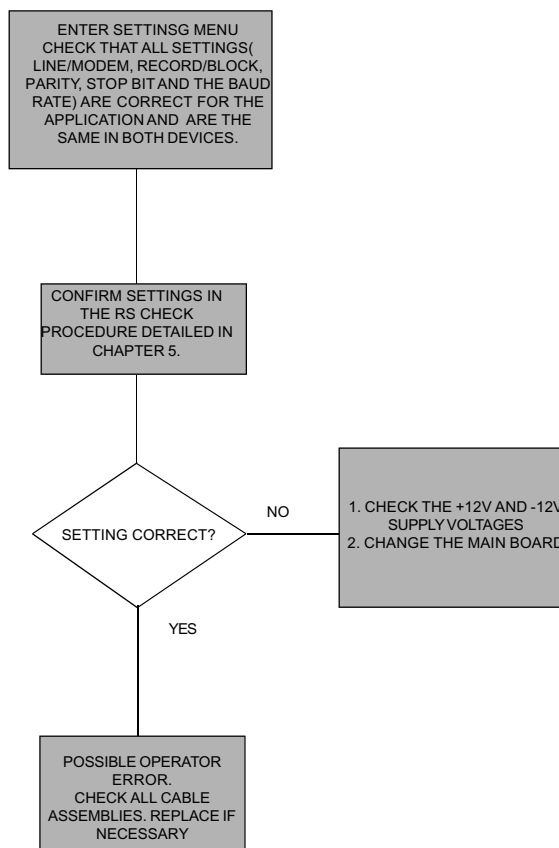 ENTER SETTINSG MENU
CHECK THAT ALL SETTINGS(
LINE/MODEM, RECORD/BLOCK,
PARITY, STOP BIT AND THE BAUD
RATE) ARE CORRECT FOR THE
APPLICATION AND ARE THE
SAME IN BOTH DEVICES.
CONFIRM SETTINGS IN
THE RS CHECK
PROCEDURE DETAILED IN
CHAPTER 5.
SETTING CORRECT?
NO
1. CHECK THE +12V AND -12V
SUPPLY VOLTAGES
2. CHANGE THE MAIN BOARD
YES
POSSIBLE OPERATOR
ERROR.
CHECK ALL CABLE
ASSEMBLIES. REPLACE IF
NECESSARY